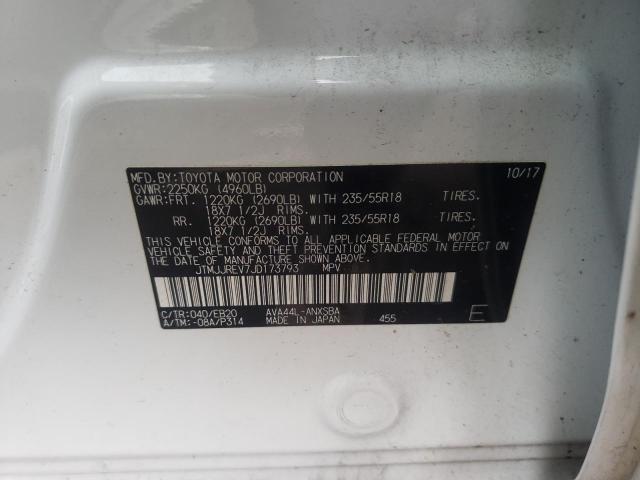 MFD.BY:TOYOTA MOTOR CORPORATION 10/17
GVWR:2250KG (4960LB)
GAWR:FRT. 1220KG (2690LB) WITH 235/55R18 TIRES.
18X7 1/2J RIMS.
RR. 1220KG (2690LB) WITH 235/55R18 TIRES.
18X7 1/2J RIMS.
THIS VEHICLE CONFORMS TO ALL APPLICABLE FEDERAL MOTOR
VEHICLE SAFETY AND THEFT PREVENTION STANDARDS IN EFFECT ON
THE DATE OF MANUFACTURE SHOWN ABOVE.
JTMJJREV7JD173793 MPV
C/TR:040/EB20 AVA44L-ANXSBA
A/TM:-08A/P314 MADE IN JAPAN 455 E